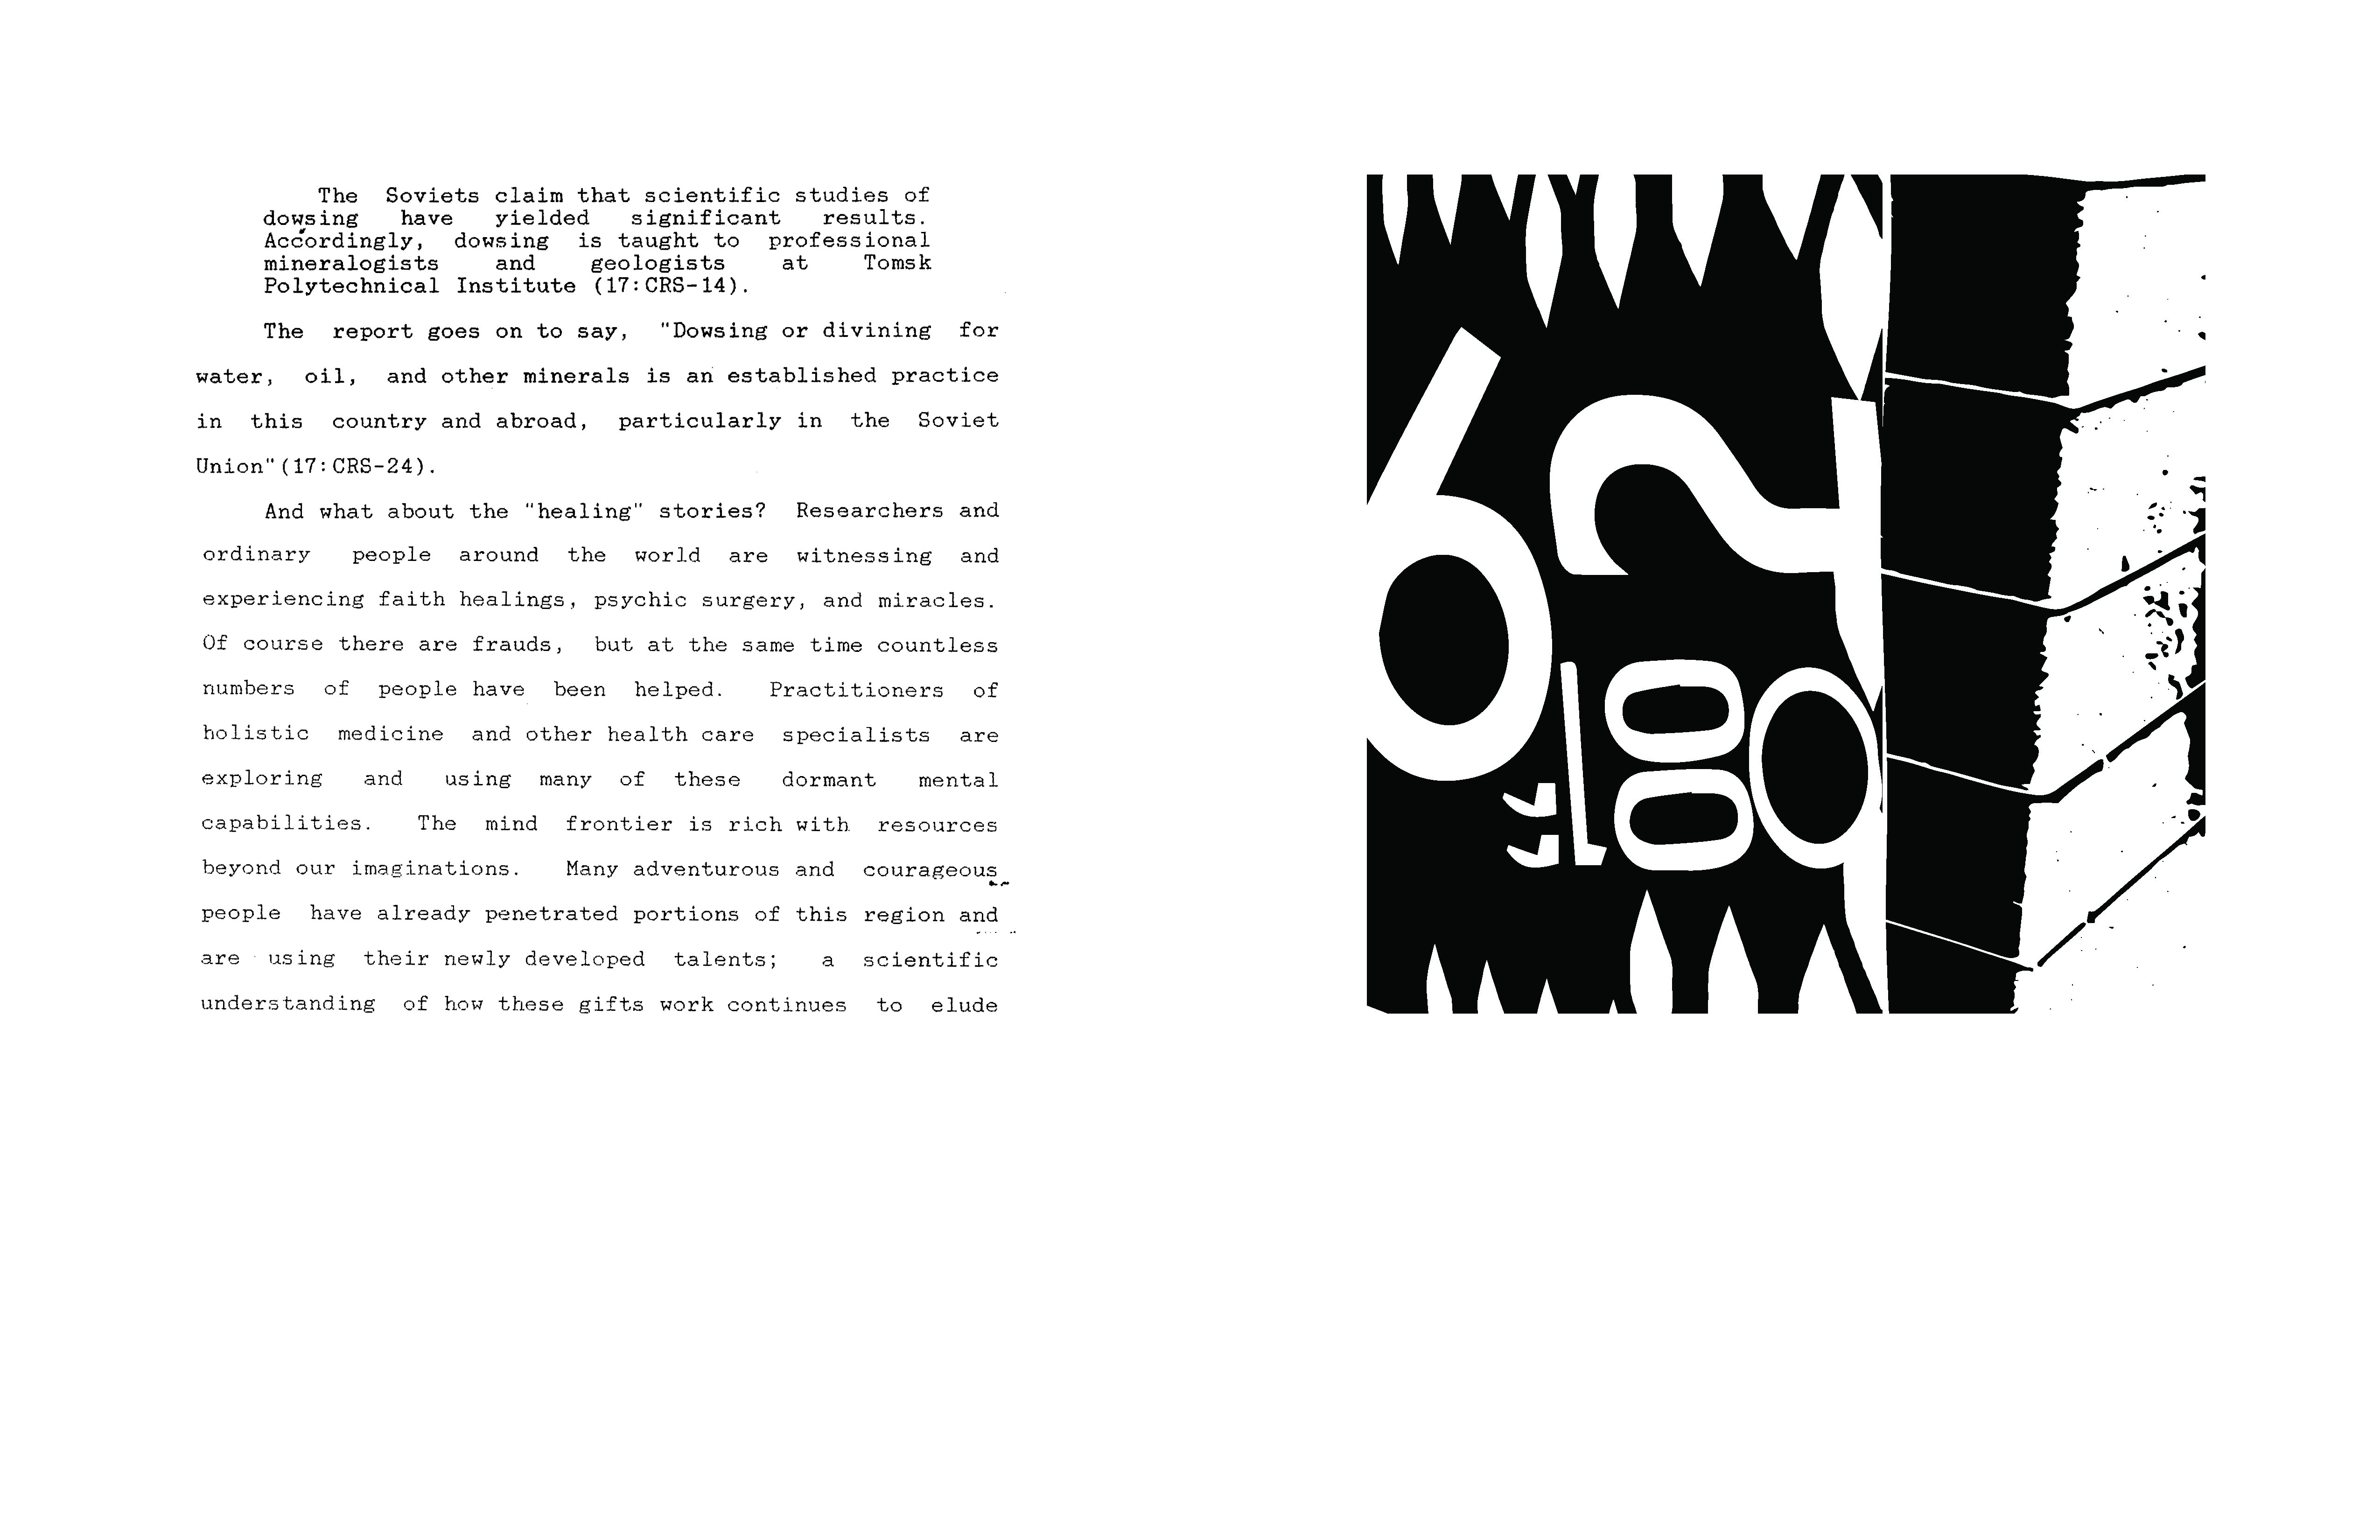 The Soviets claim that scientific studies of
dowsing have yielded significant results.
Accordingly, dowsing is taught to professional
mineralogists and geologists at Tomsk
Polytechnical Institute (17:CRS-14).
The report goes on to say, "Dowsing or divining for
water, oil, and other minerals is an established practice
in this country and abroad, particularly in the Soviet
Union"(17:CRS-24).
And what about the "healing" stories? Researchers and
ordinary people around the world are witnessing and
experiencing faith healings, psychic surgery, and miracles.
Of course there are frauds, but at the same time countless
numbers of people have been helped. Practitioners of
holistic medicine and other health care specialists are
exploring and using many of these dormant mental
capabilities. The mind frontier is rich with resources
beyond our imaginations. Many adventurous and courageous
people have already penetrated portions of this region and
are using their newly developed talents; a scientific
understanding of how these gifts work continues to elude